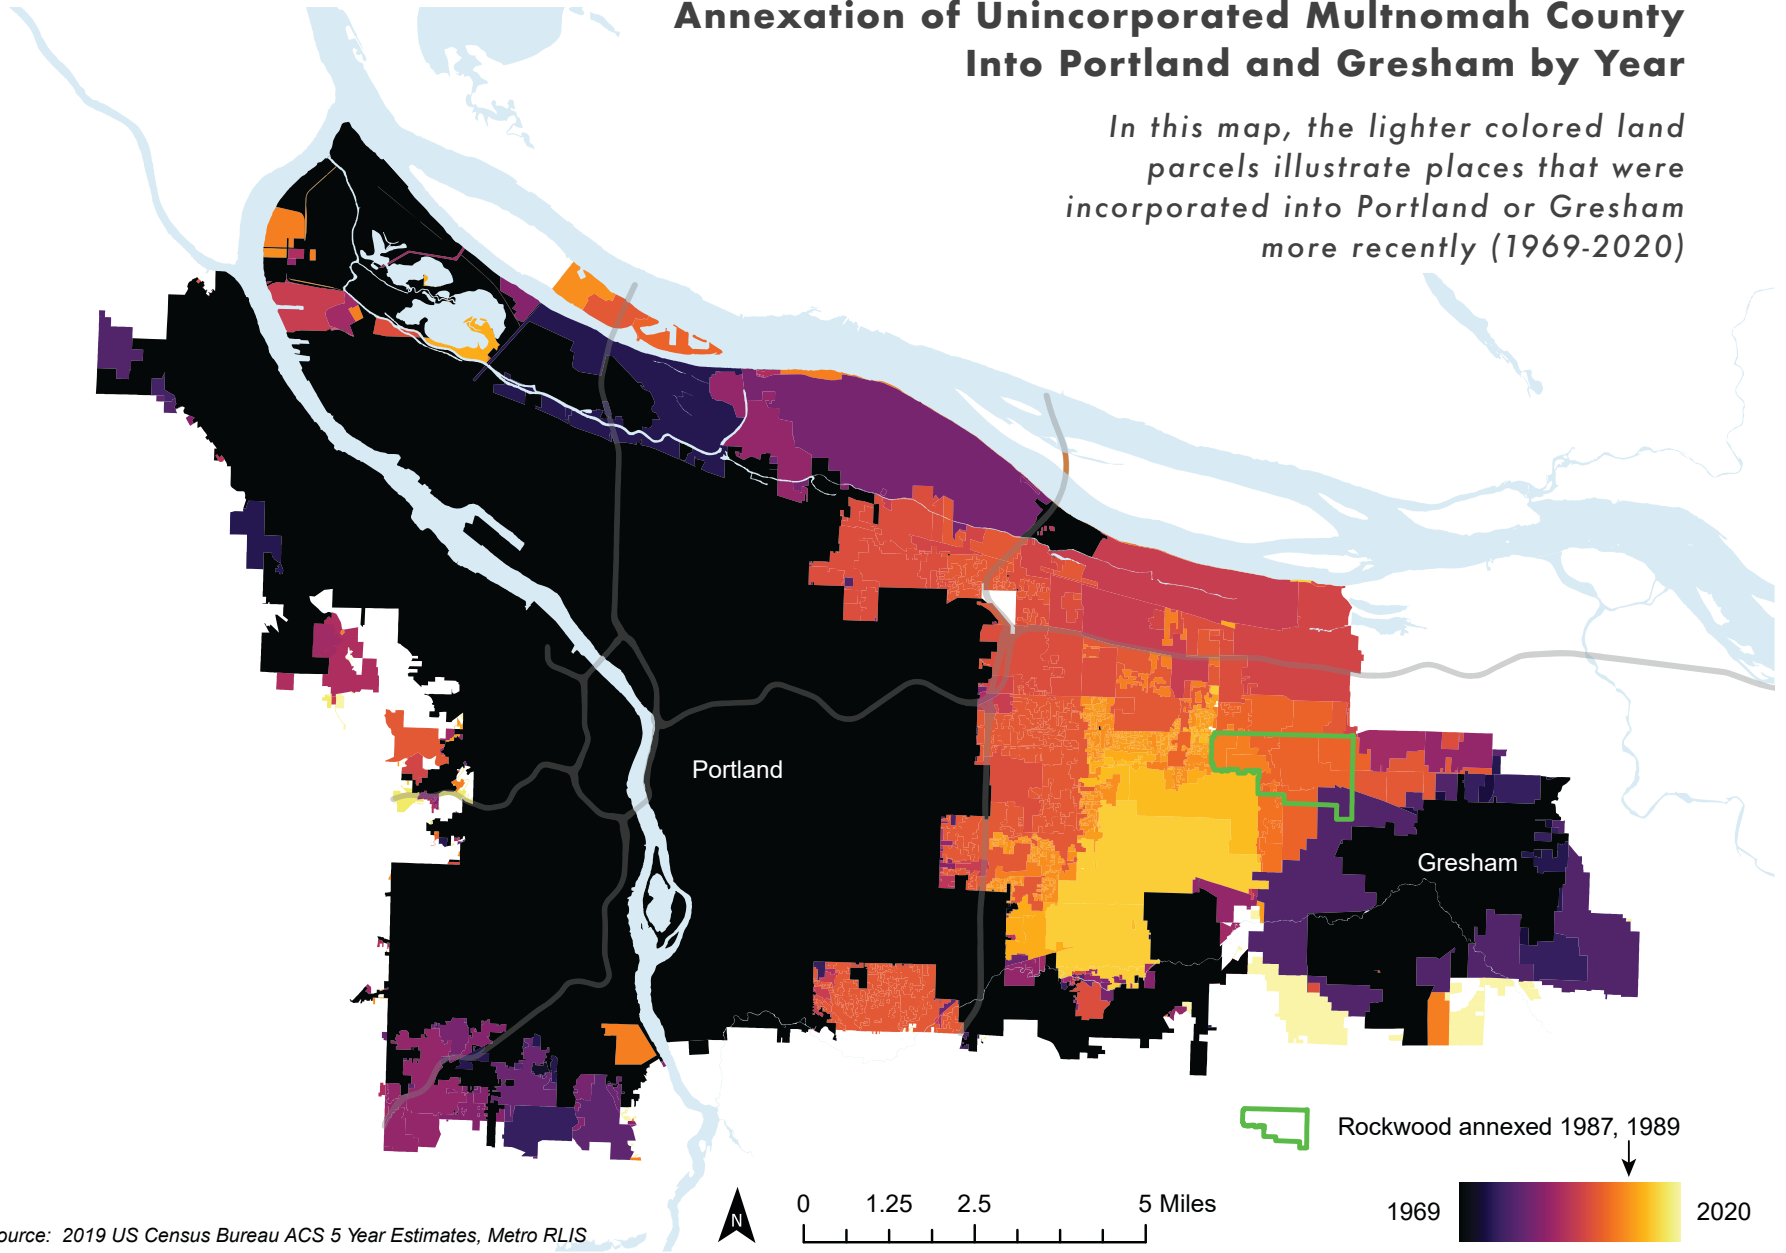 Annexation of Unincorporated Multnomah County
Into Portland and Gresham by Year
In this map, the lighter colored land
parcels illustrate places that were
incorporated into Portland or Gresham
more recently (1969-2020)
Portland
Gresham
Rockwood annexed 1987, 1989
N
0 1.25 2.5 5 Miles
1969 2020
ource: 2019 US Census Bureau ACS 5 Year Estimates, Metro RLIS